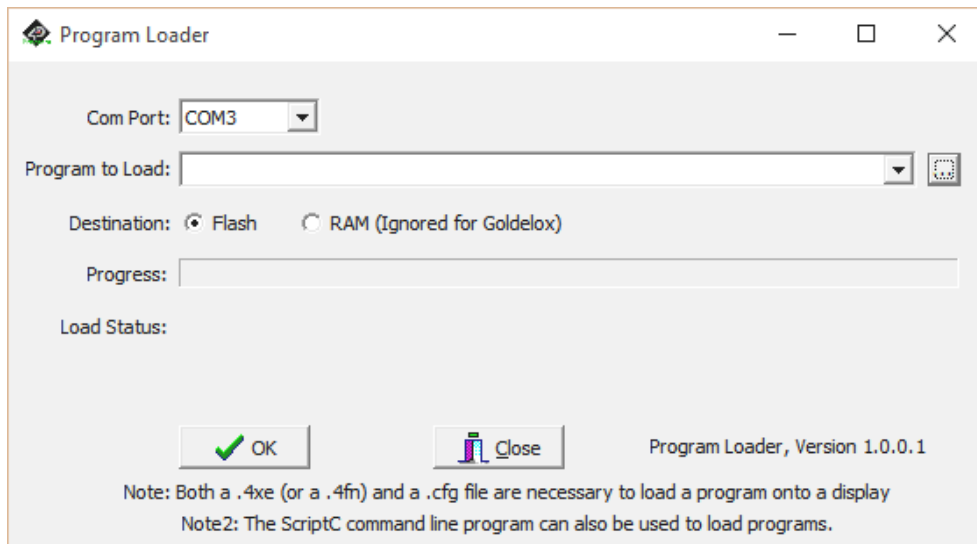 Program Loader
Com Port: COM3
Program to Load:
Destination: Flash RAM (Ignored for Goldelox)
Progress:
Load Status:
OK Close Program Loader, Version 1.0.0.1
Note: Both a .4xe (or a .4fn) and a .cfg file are necessary to load a program onto a display
Note2: The ScriptC command line program can also be used to load programs.